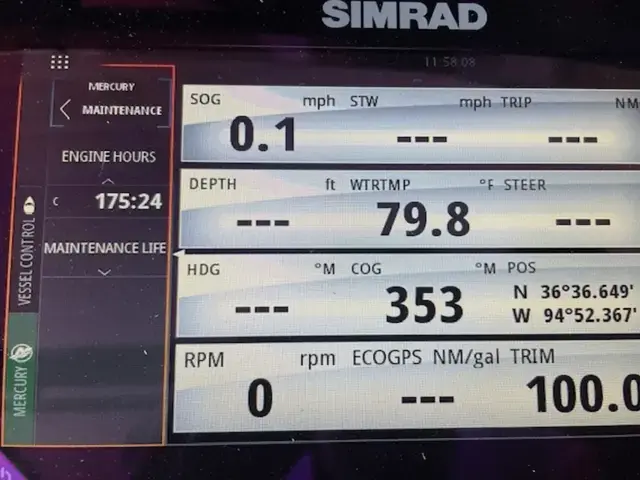 SIMRAD
11:58:08
MERCURY
MAINTENANCE
ENGINE HOURS
C 175:24
MAINTENANCE LIFE
VESSEL CONTROL
MERCURY
SOG mph STW mph TRIP NM
0.1 --- ---
DEPTH ft WTRTMP °F STEER
--- 79.8 ---
HDG °M COG °M POS
--- 353 N 36°36.649'
W 94°52.367'
RPM rpm ECOGPS NM/gal TRIM
0 --- 100.0